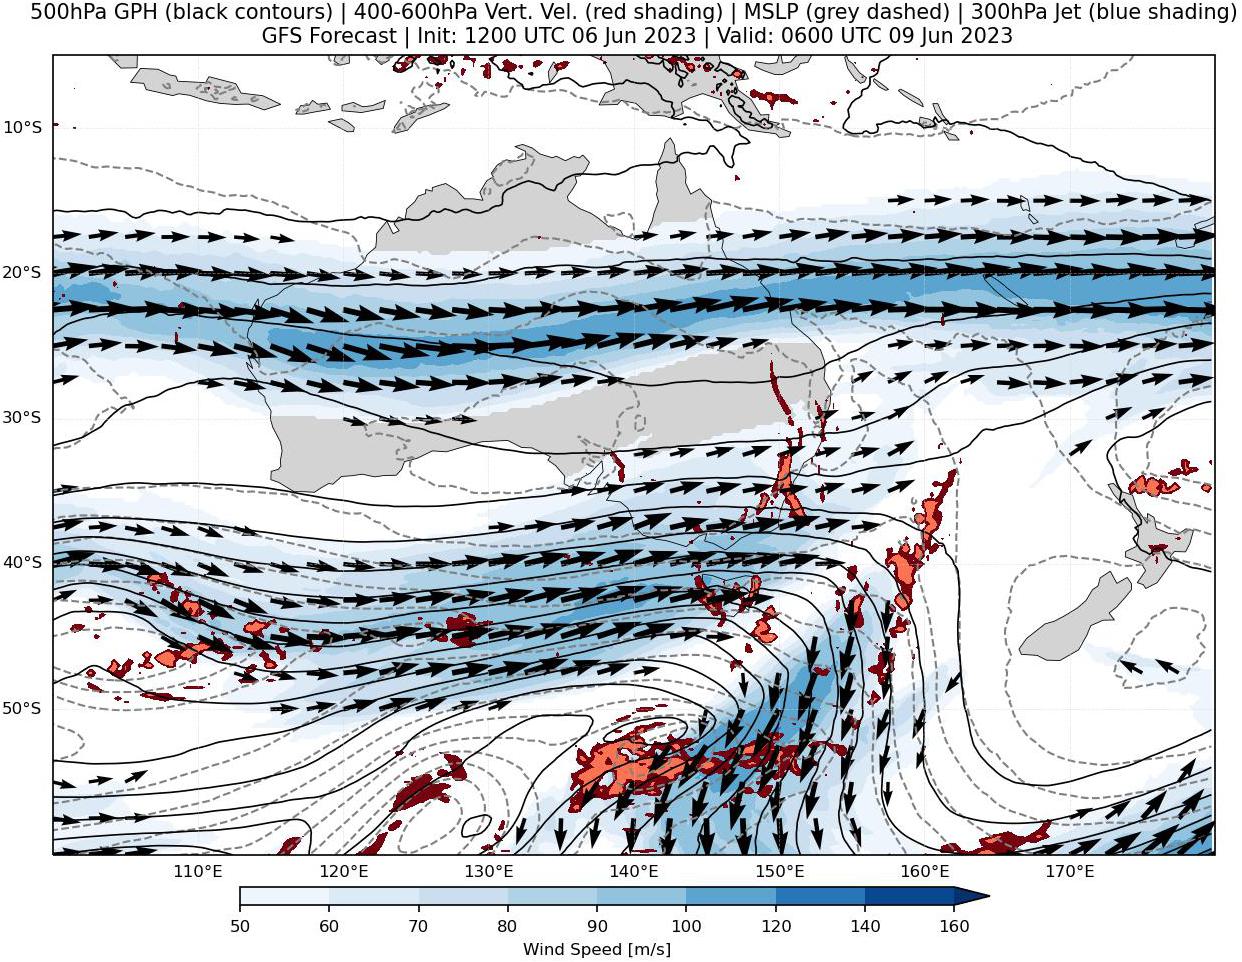 500hPa GPH (black contours) | 400-600hPa Vert. Vel. (red shading) | MSLP (grey dashed) | 300hPa Jet (blue shading)
GFS Forecast | Init: 1200 UTC 06 Jun 2023 | Valid: 0600 UTC 09 Jun 2023
10°S
20°S
30°S
40°S
50°S
110°E 120°E 130°E 140°E 150°E 160°E 170°E
50 60 70 80 90 100 120 140 160
Wind Speed [m/s]